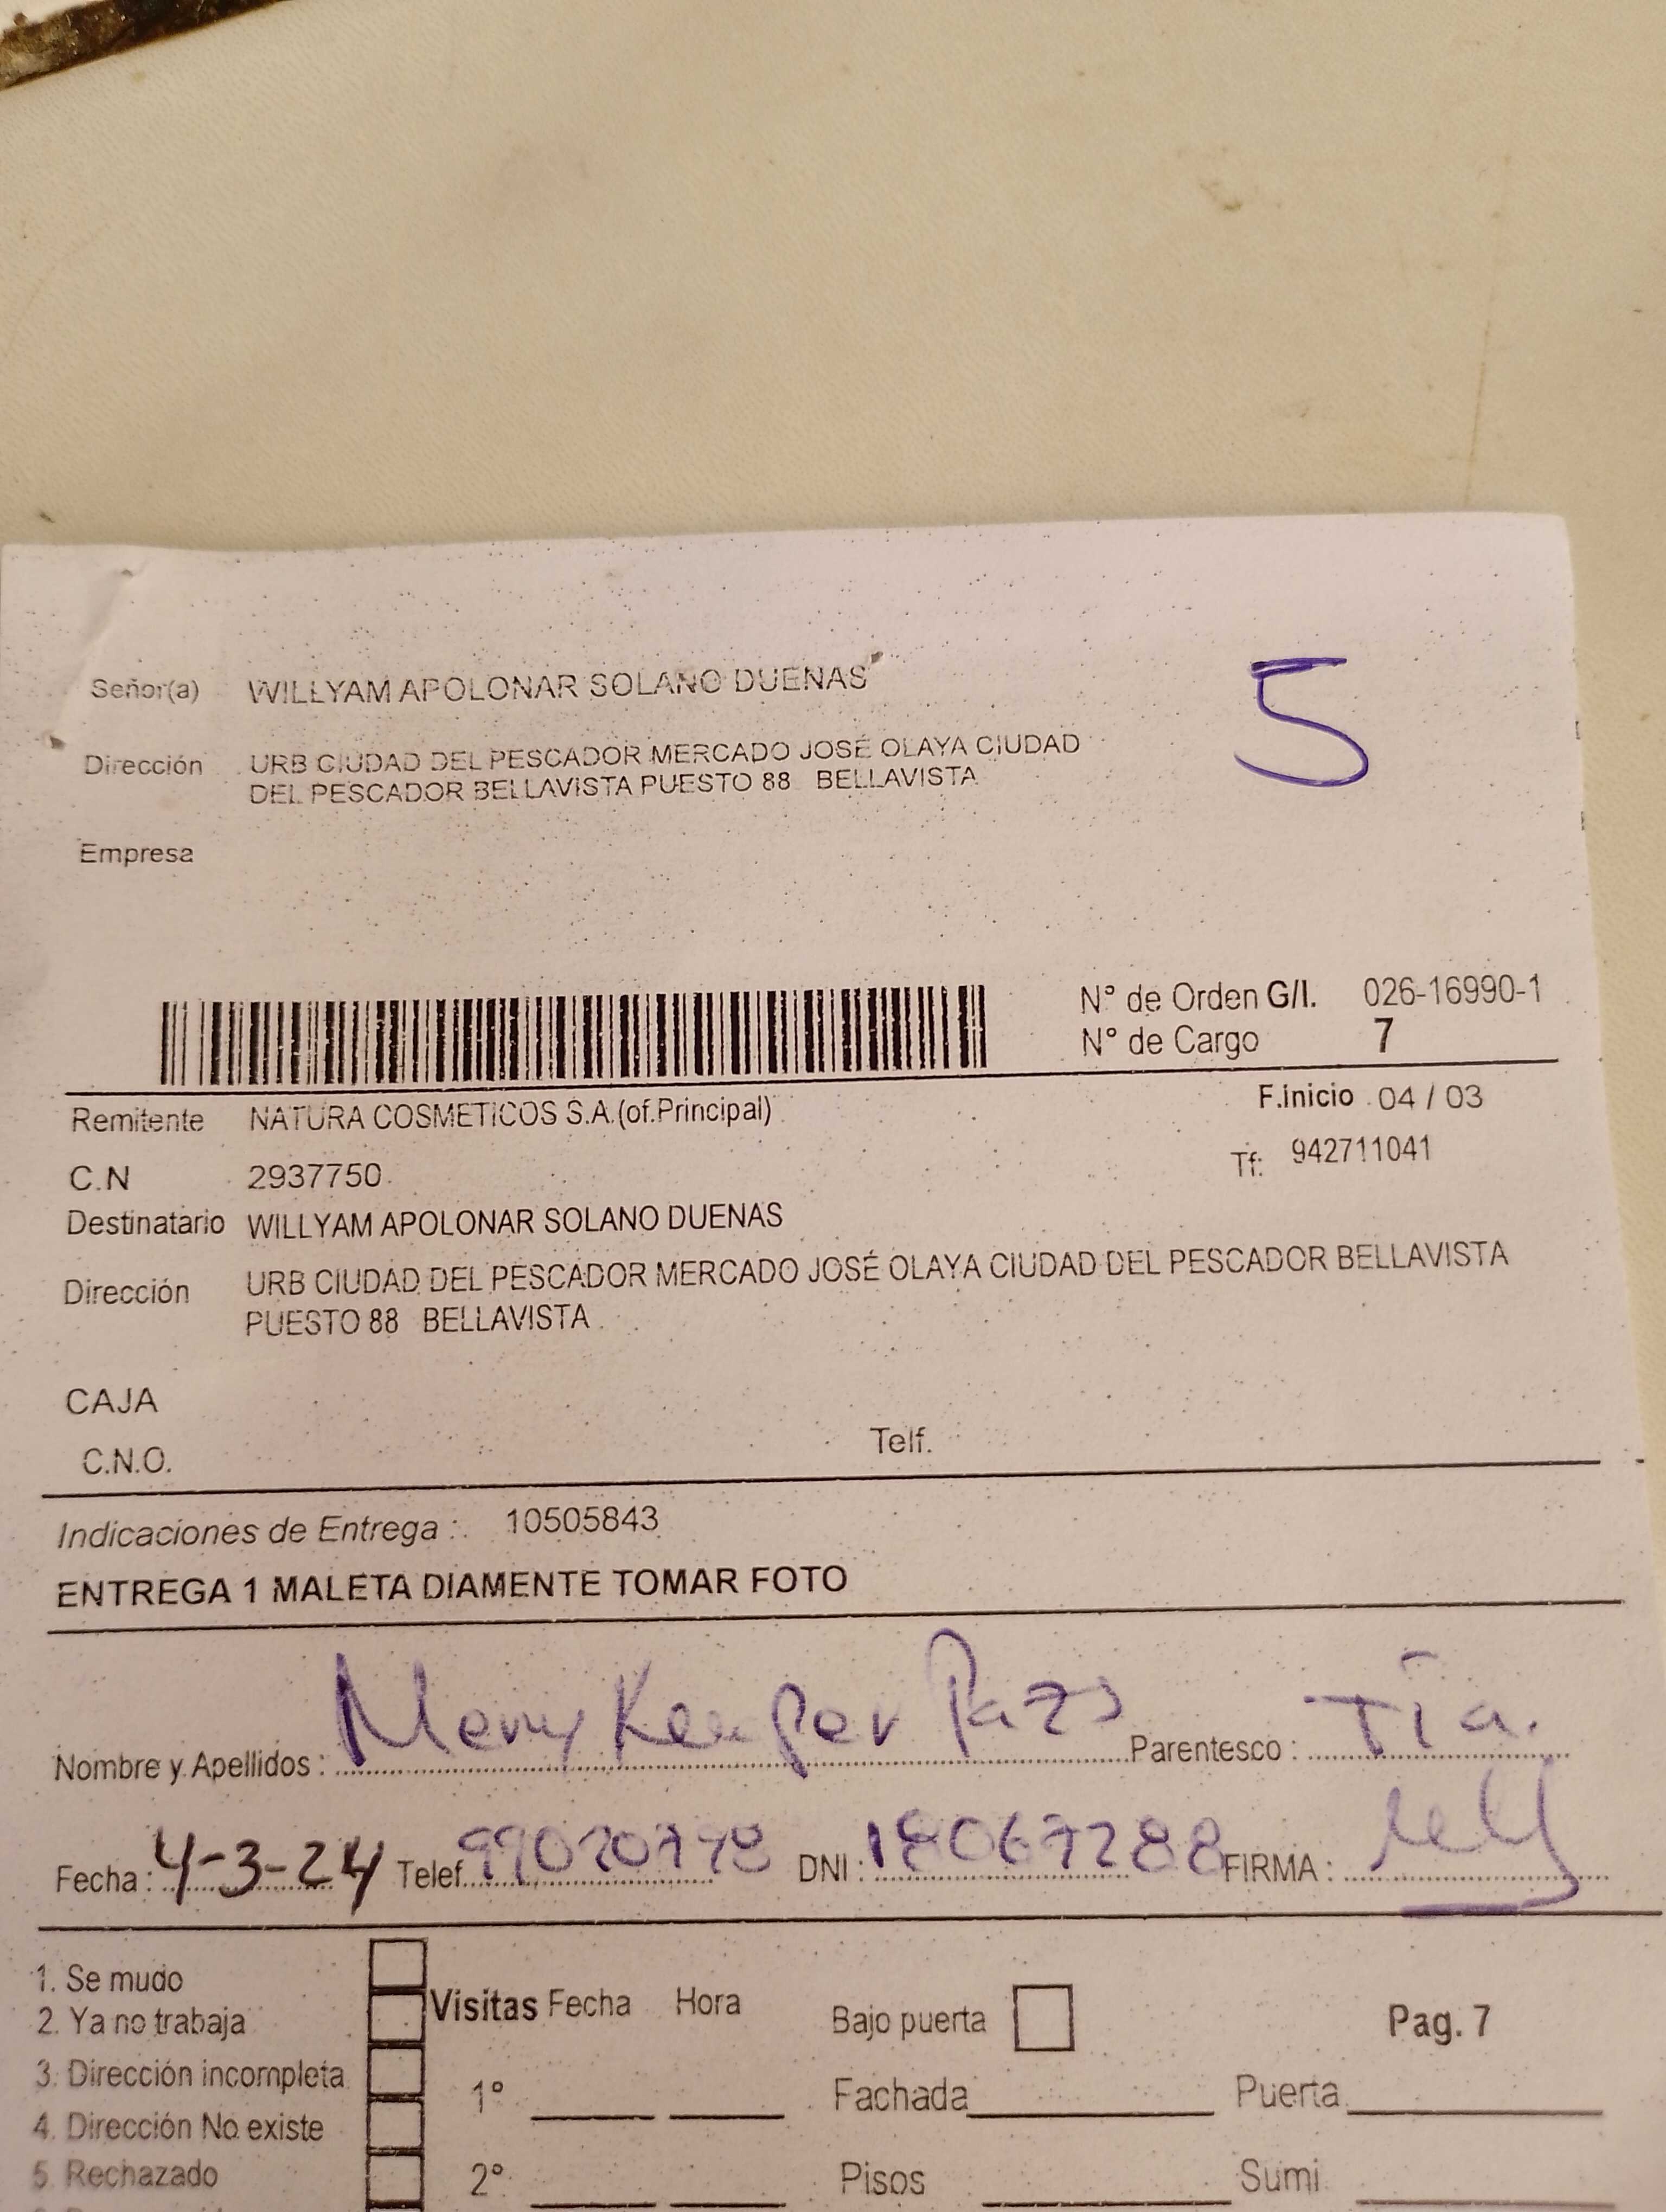 Señor(a) WILLYAM APOLONAR SOLANO DUENAS
5
Dirección URB CIUDAD DEL PESCADOR MERCADO JOSÉ OLAYA CIUDAD
DEL PESCADOR BELLAVISTA PUESTO 88 BELLAVISTA
Empresa
N° de Orden G/I. 026-16990-1
N° de Cargo 7
Remitente NATURA COSMETICOS S.A.(of.Principal) F.inicio 04 / 03
C.N 2937750 Tf: 942711041
Destinatario WILLYAM APOLONAR SOLANO DUENAS
Dirección URB CIUDAD DEL PESCADOR MERCADO JOSÉ OLAYA CIUDAD DEL PESCADOR BELLAVISTA
PUESTO 88 BELLAVISTA
CAJA
C.N.O. Telf.
Indicaciones de Entrega : 10505843
ENTREGA 1 MALETA DIAMENTE TOMAR FOTO
Nombre y Apellidos : Parentesco : Tía.
Fecha : 4-3-24 Telef. DNI : 18067288 FIRMA :
1. Se mudo
2. Ya no trabaja Visitas Fecha Hora Bajo puerta Pag. 7
3. Dirección incompleta 1° Fachada Puerta
4. Dirección No existe
5. Rechazado 2° Pisos Sumi